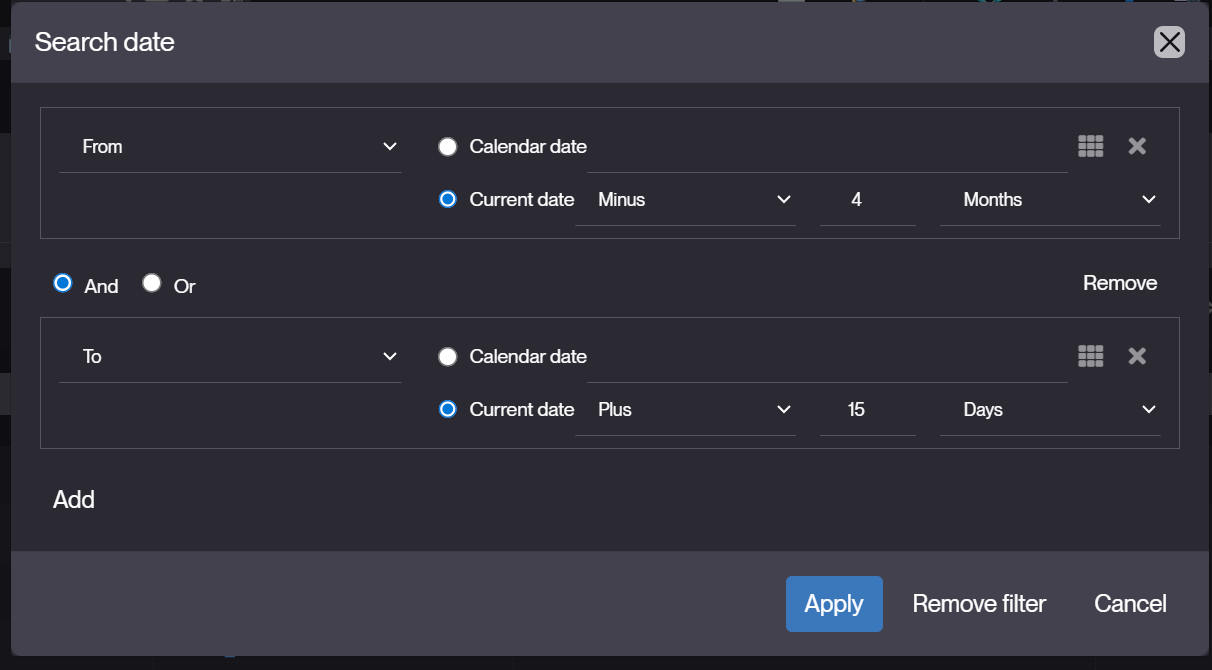 Search date
From
Calendar date
Current date Minus 4 Months
And Or Remove
To
Calendar date
Current date Plus 15 Days
Add
Apply Remove filter Cancel